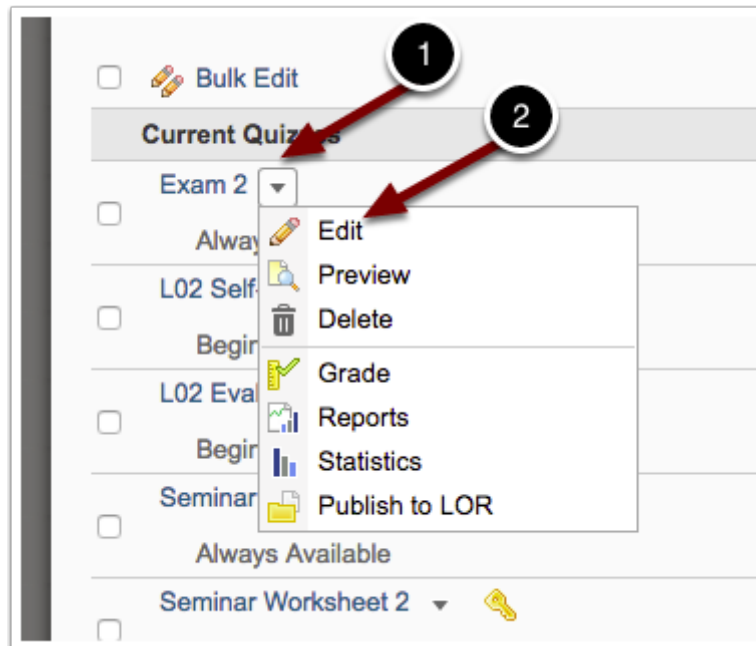 1
Bulk Edit
2
Current Quizzes
Exam 2
Edit
Preview
L02 Self-
Delete
Grade
L02 Eval
Reports
Statistics
Seminar
Publish to LOR
Always Available
Seminar Worksheet 2